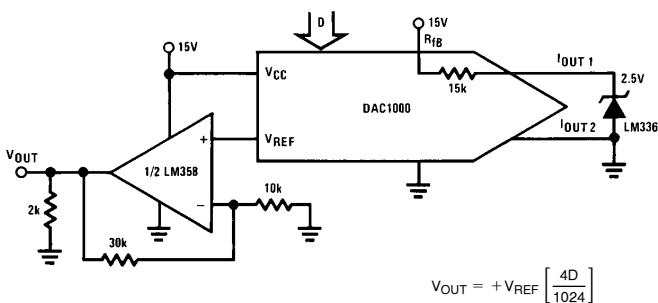 D
15V
15V
RfB
IOUT 1
VCC
15k
2.5V
DAC1000
VREF
IOUT 2
LM336
VOUT
+
1/2 LM358
−
10k
2k
30k
VOUT = +VREF [4D/1024]